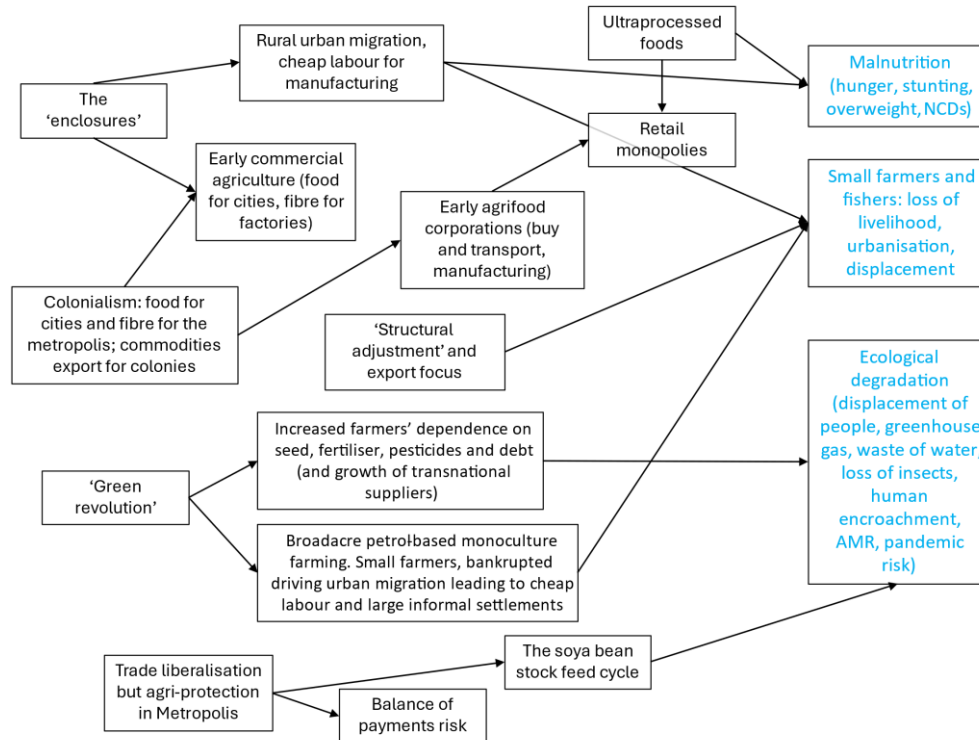 Ultraprocessed
foods
Rural urban migration,
cheap labour for
manufacturing
Malnutrition
(hunger, stunting,
overweight, NCDs)
The
‘enclosures’
Retail
monopolies
Early commercial
agriculture (food
for cities, fibre for
factories)
Small farmers and
fishers: loss of
livelihood,
urbanisation,
displacement
Early agrifood
corporations (buy
and transport,
manufacturing)
Colonialism: food for
cities and fibre for the
metropolis; commodities
export for colonies
‘Structural
adjustment’ and
export focus
Ecological
degradation
(displacement of
people, greenhouse
gas, waste of water,
loss of insects,
human
encroachment,
AMR, pandemic
risk)
Increased farmers’ dependence on
seed, fertiliser, pesticides and debt
(and growth of transnational
suppliers)
‘Green
revolution’
Broadacre petrol-based monoculture
farming. Small farmers, bankrupted
driving urban migration leading to cheap
labour and large informal settlements
The soya bean
stock feed cycle
Trade liberalisation
but agri-protection
in Metropolis
Balance of
payments risk